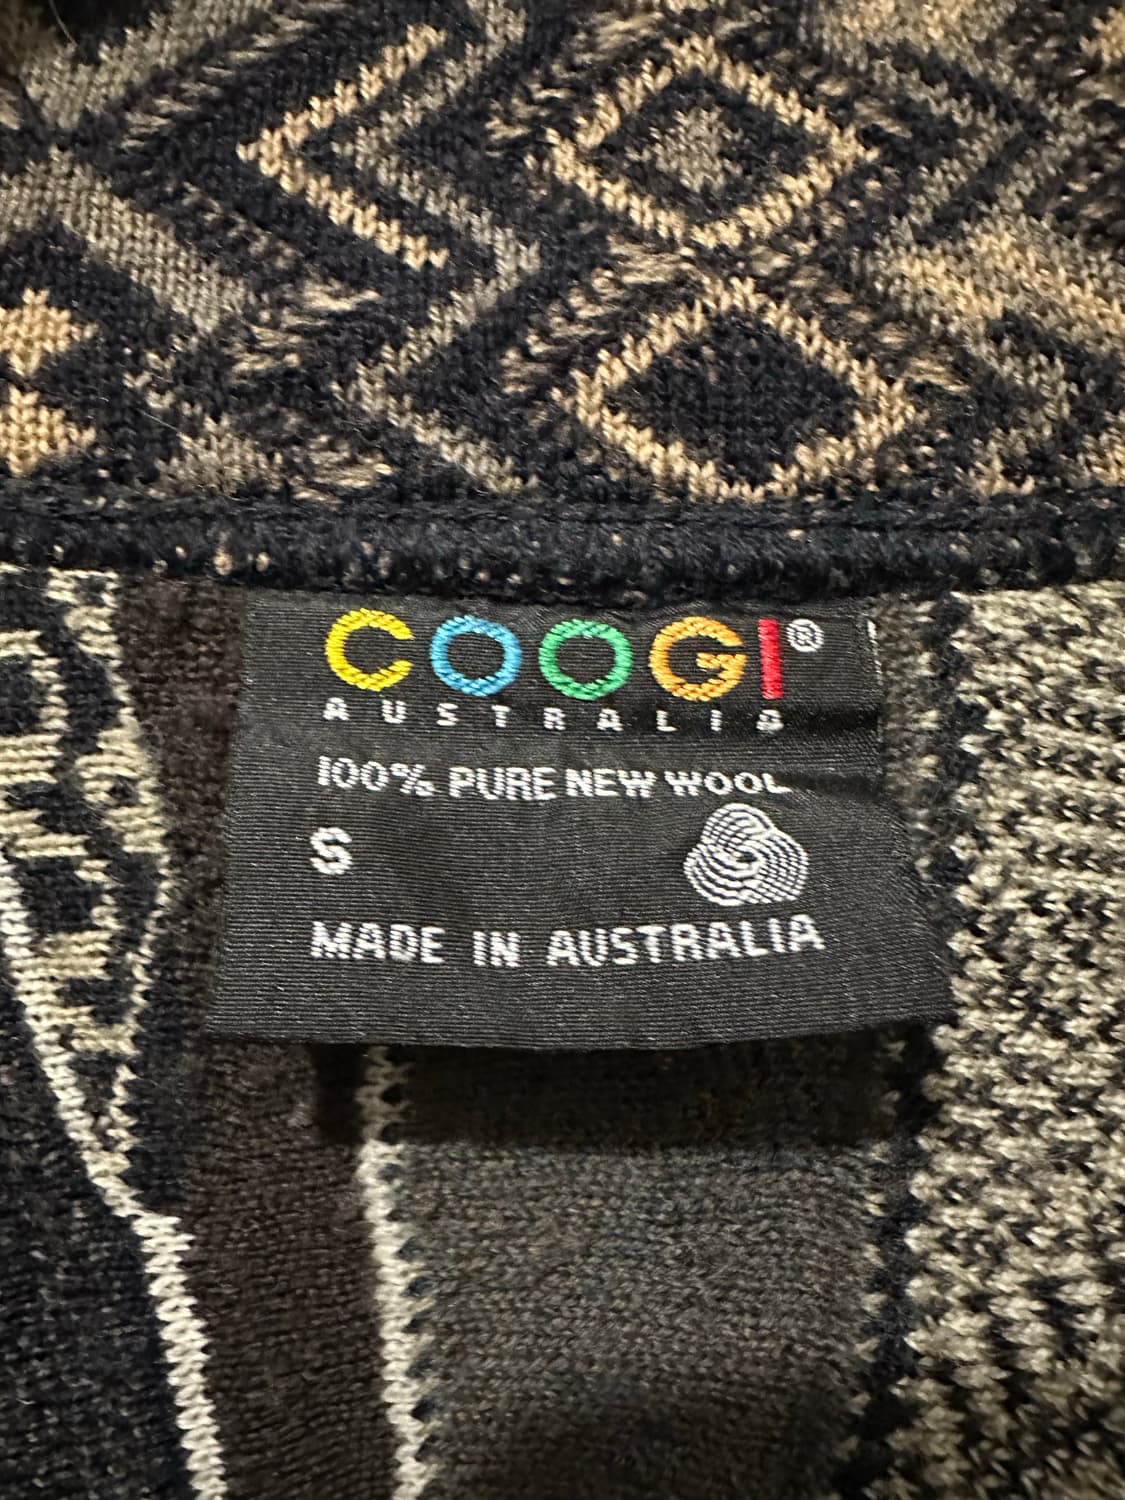 COOGI®
AUSTRALIA
100% PURE NEW WOOL
S
MADE IN AUSTRALIA